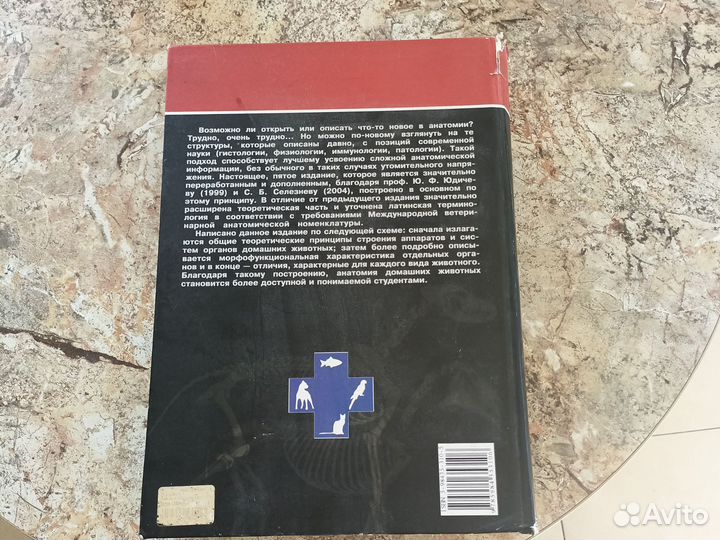 Возможно ли открыть или описать что-то новое в анатомии?
Трудно, очень трудно... Но можно по-новому взглянуть на те
структуры, которые описаны давно, с позиций современной
науки (гистологии, физиологии, иммунологии, патологии). Такой
подход способствует лучшему усвоению сложной анатомической
информации, без обычного в таких случаях утомительного напря-
жения. Настоящее, пятое издание, которое является значительно
переработанным и дополненным, благодаря проф. Ю. Ф. Юдиче-
ву (1999) и С. Б. Селезневу (2004), построено в основном по
этому принципу. В отличие от предыдущего издания значительно
расширена теоретическая часть и уточнена латинская термино-
логия в соответствии с требованиями Международной ветери-
нарной анатомической номенклатуры.
Написано данное издание по следующей схеме: сначала излага-
ются общие теоретические принципы строения аппаратов и сис-
тем органов домашних животных; затем более подробно описы-
вается морфофункциональная характеристика отдельных орга-
нов и в конце — отличия, характерные для каждого вида животного.
Благодаря такому построению, анатомия домашних животных
становится более доступной и понимаемой студентами.
Avito